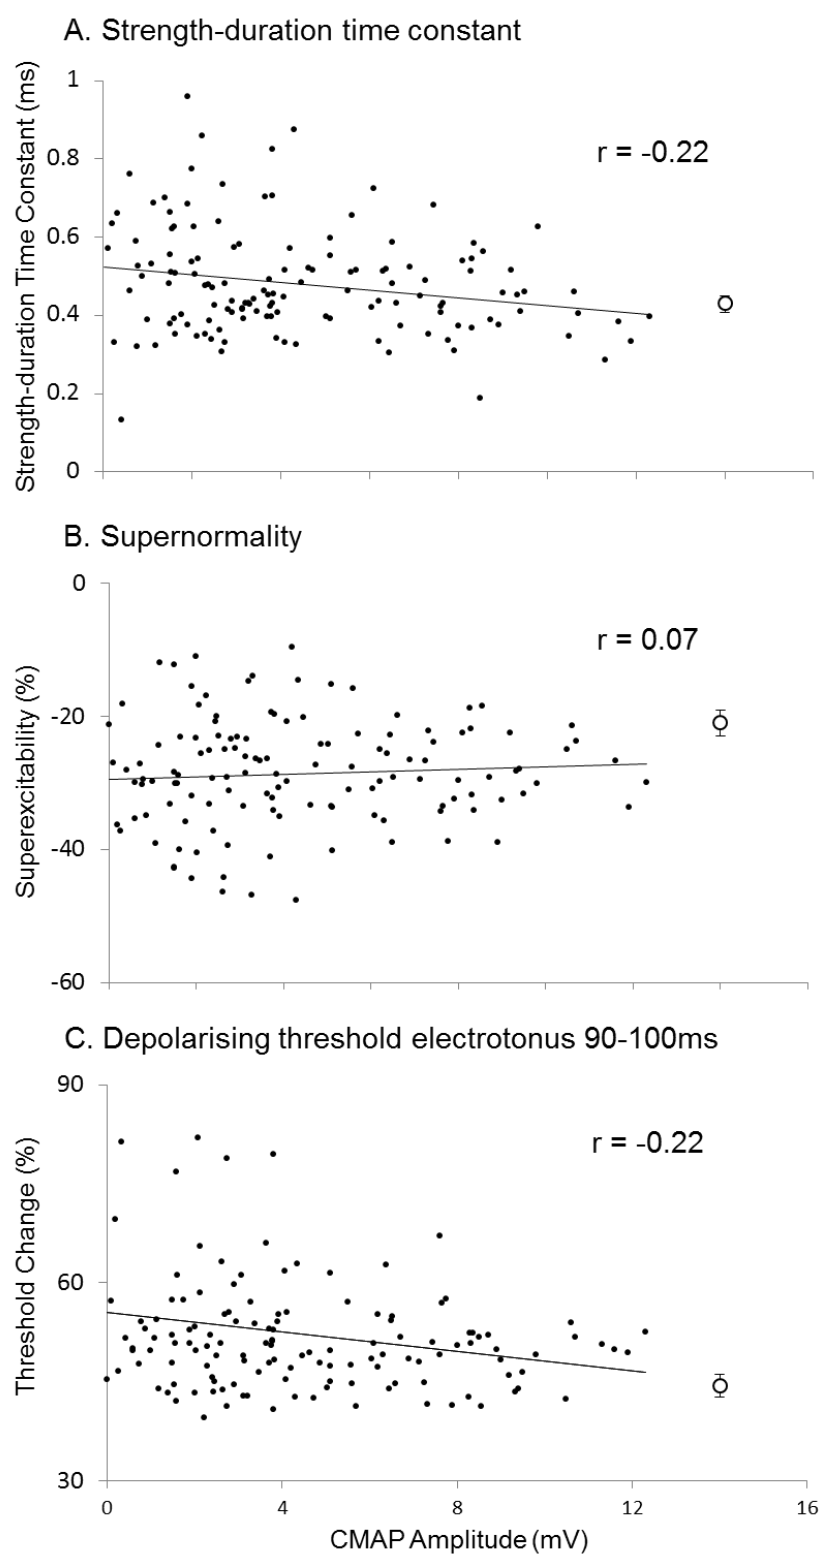 A. Strength-duration time constant
Strength-duration Time Constant (ms)
1
0.8
0.6
0.4
0.2
0
r = -0.22
B. Supernormality
Superexcitability (%)
0
-20
-40
-60
r = 0.07
C. Depolarising threshold electrotonus 90-100ms
Threshold Change (%)
90
60
30
r = -0.22
0 4 8 12 16
CMAP Amplitude (mV)